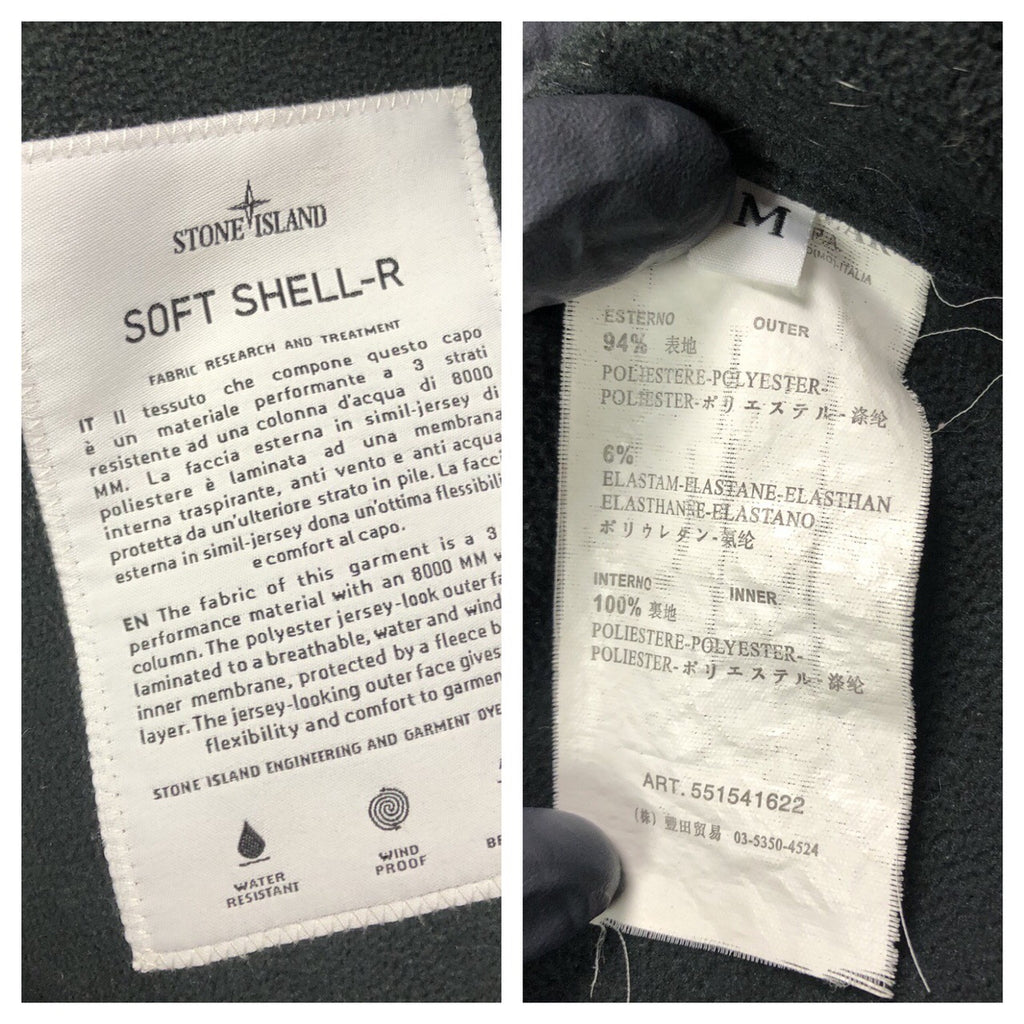 STONE ISLAND
SOFT SHELL-R
FABRIC RESEARCH AND TREATMENT
IT Il tessuto che compone questo capo
è un materiale performante a 3 strati
resistente ad una colonna d'acqua di 8000
MM. La faccia esterna in simil-jersey di
poliestere è laminata ad una membrana
interna traspirante, anti vento e anti acqua
protetta da un'ulteriore strato in pile. La facci
esterna in simil-jersey dona un'ottima flessibili
e comfort al capo.
EN The fabric of this garment is a 3
performance material with an 8000 MM
column. The polyester jersey-look outer fa
laminated to a breathable, water and wind
inner membrane, protected by a fleece b
layer. The jersey-looking outer face gives
flexibility and comfort to garmen
STONE ISLAND ENGINEERING AND GARMENT DYE
WATER
RESISTANT
WIND
PROOF
BE
M
P.A.
ITALIA
ESTERNO OUTER
94% 表地
POLIESTERE-POLYESTER-
POLIESTER-ポリエステル-涤纶
6%
ELASTAM-ELASTANE-ELASTHAN
ELASTHANNE-ELASTANO
ポリウレタン-氨纶
INTERNO INNER
100% 裏地
POLIESTERE-POLYESTER-
POLIESTER-ポリエステル-涤纶
ART. 551541622
(株) 豊田贸易 03-5350-4524